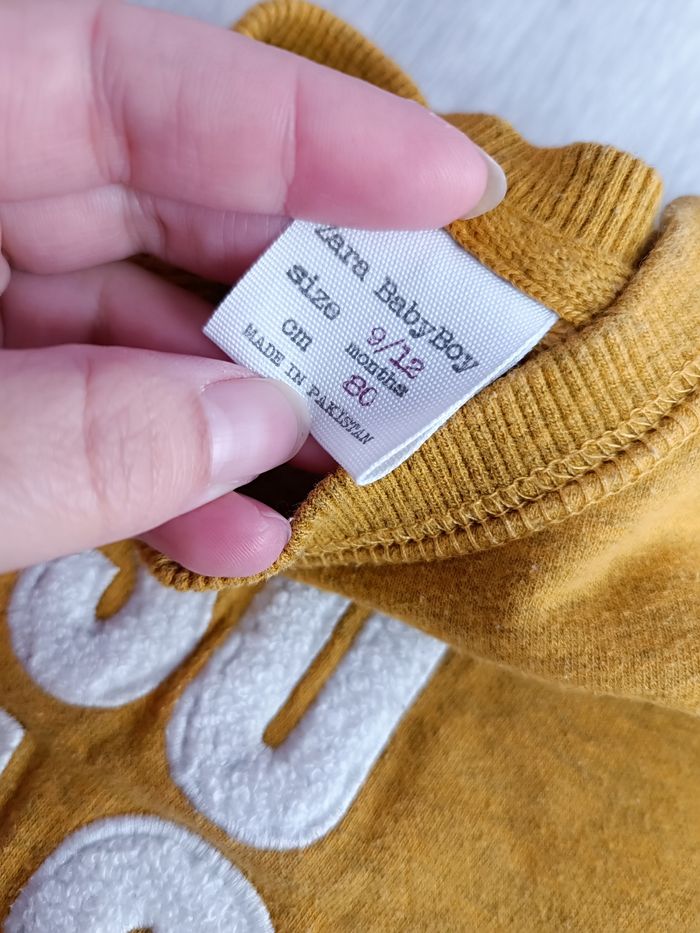 Zara BabyBoy
size 9/12
months
cm 80
MADE IN PAKISTAN